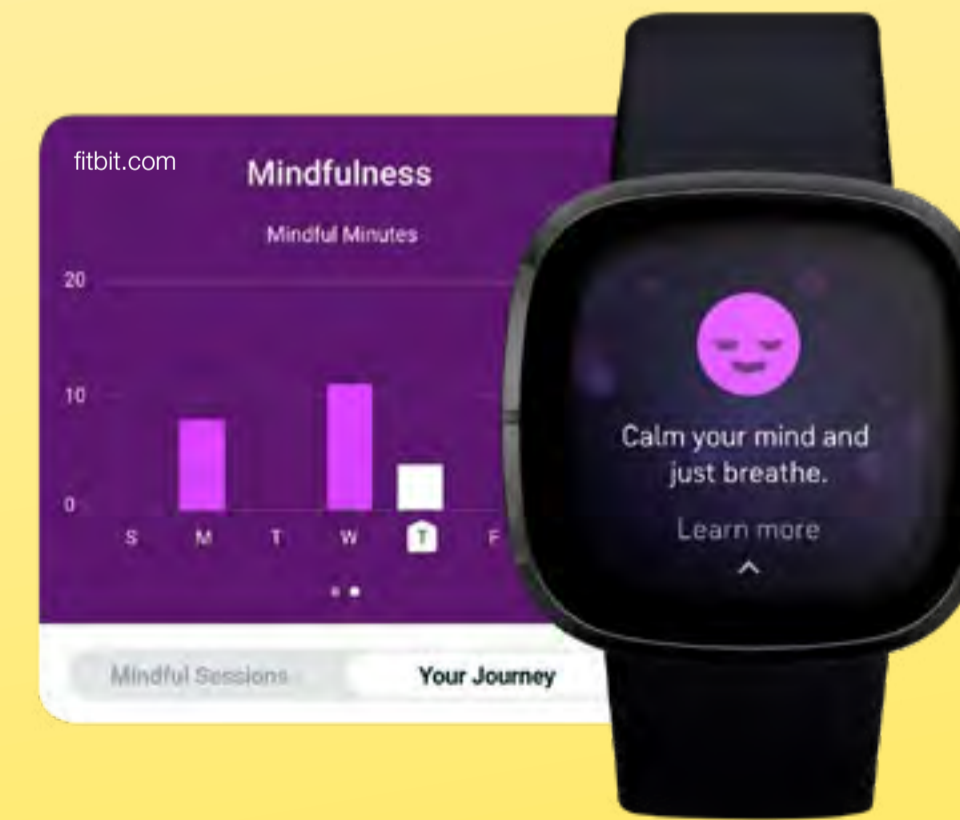 fitbit.com
Mindfulness
Mindful Minutes
20
10
0
S M T W T F
Mindful Sessions
Your Journey
Calm your mind and
just breathe.
Learn more